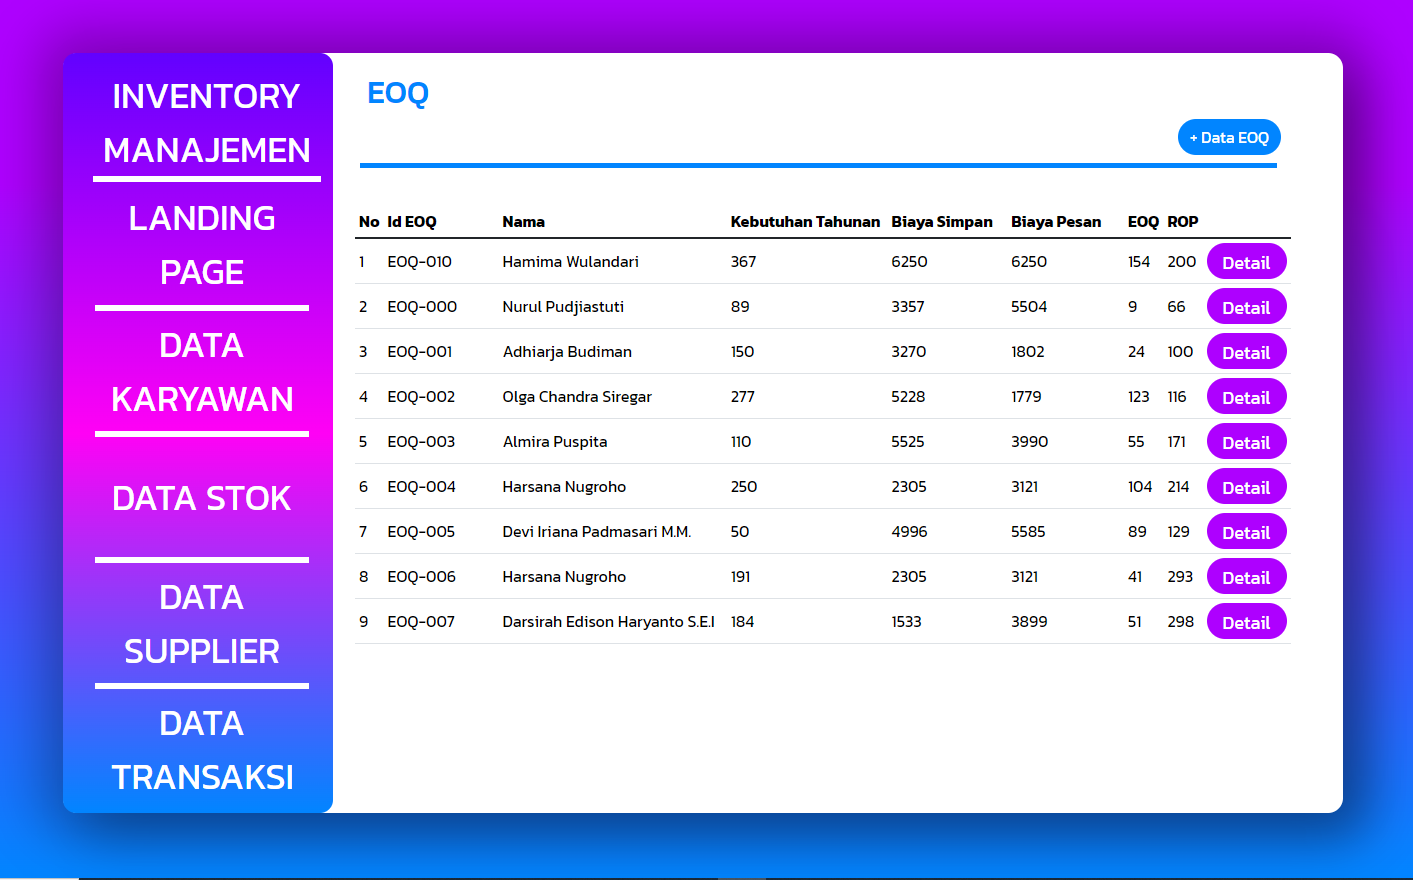 INVENTORY
MANAJEMEN
LANDING
PAGE
DATA
KARYAWAN
DATA STOK
DATA
SUPPLIER
DATA
TRANSAKSI
EOQ
+ Data EOQ
No Id EOQ Nama Kebutuhan Tahunan Biaya Simpan Biaya Pesan EOQ ROP
1 EOQ-010 Hamima Wulandari 367 6250 6250 154 200 Detail
2 EOQ-000 Nurul Pudjiastuti 89 3357 5504 9 66 Detail
3 EOQ-001 Adhiarja Budiman 150 3270 1802 24 100 Detail
4 EOQ-002 Olga Chandra Siregar 277 5228 1779 123 116 Detail
5 EOQ-003 Almira Puspita 110 5525 3990 55 171 Detail
6 EOQ-004 Harsana Nugroho 250 2305 3121 104 214 Detail
7 EOQ-005 Devi Iriana Padmasari M.M. 50 4996 5585 89 129 Detail
8 EOQ-006 Harsana Nugroho 191 2305 3121 41 293 Detail
9 EOQ-007 Darsirah Edison Haryanto S.E.I 184 1533 3899 51 298 Detail